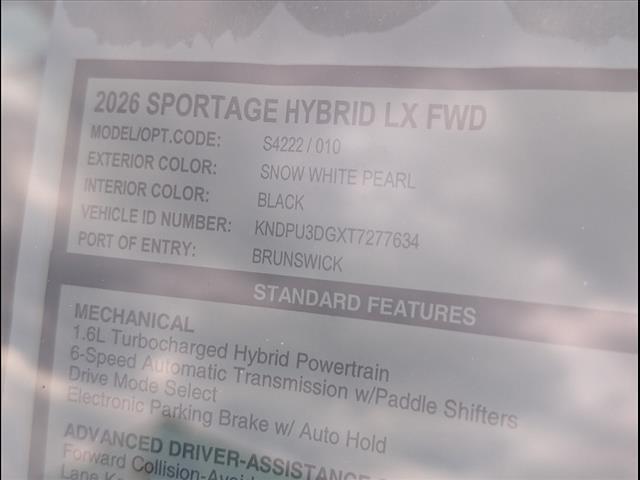 2026 SPORTAGE HYBRID LX FWD
MODEL/OPT.CODE: S4222 / 010
EXTERIOR COLOR: SNOW WHITE PEARL
INTERIOR COLOR: BLACK
VEHICLE ID NUMBER: KNDPU3DGXT7277634
PORT OF ENTRY: BRUNSWICK
STANDARD FEATURES
MECHANICAL
1.6L Turbocharged Hybrid Powertrain
6-Speed Automatic Transmission w/Paddle Shifters
Drive Mode Select
Electronic Parking Brake w/ Auto Hold
ADVANCED DRIVER-ASSISTANCE
Forward
Lane